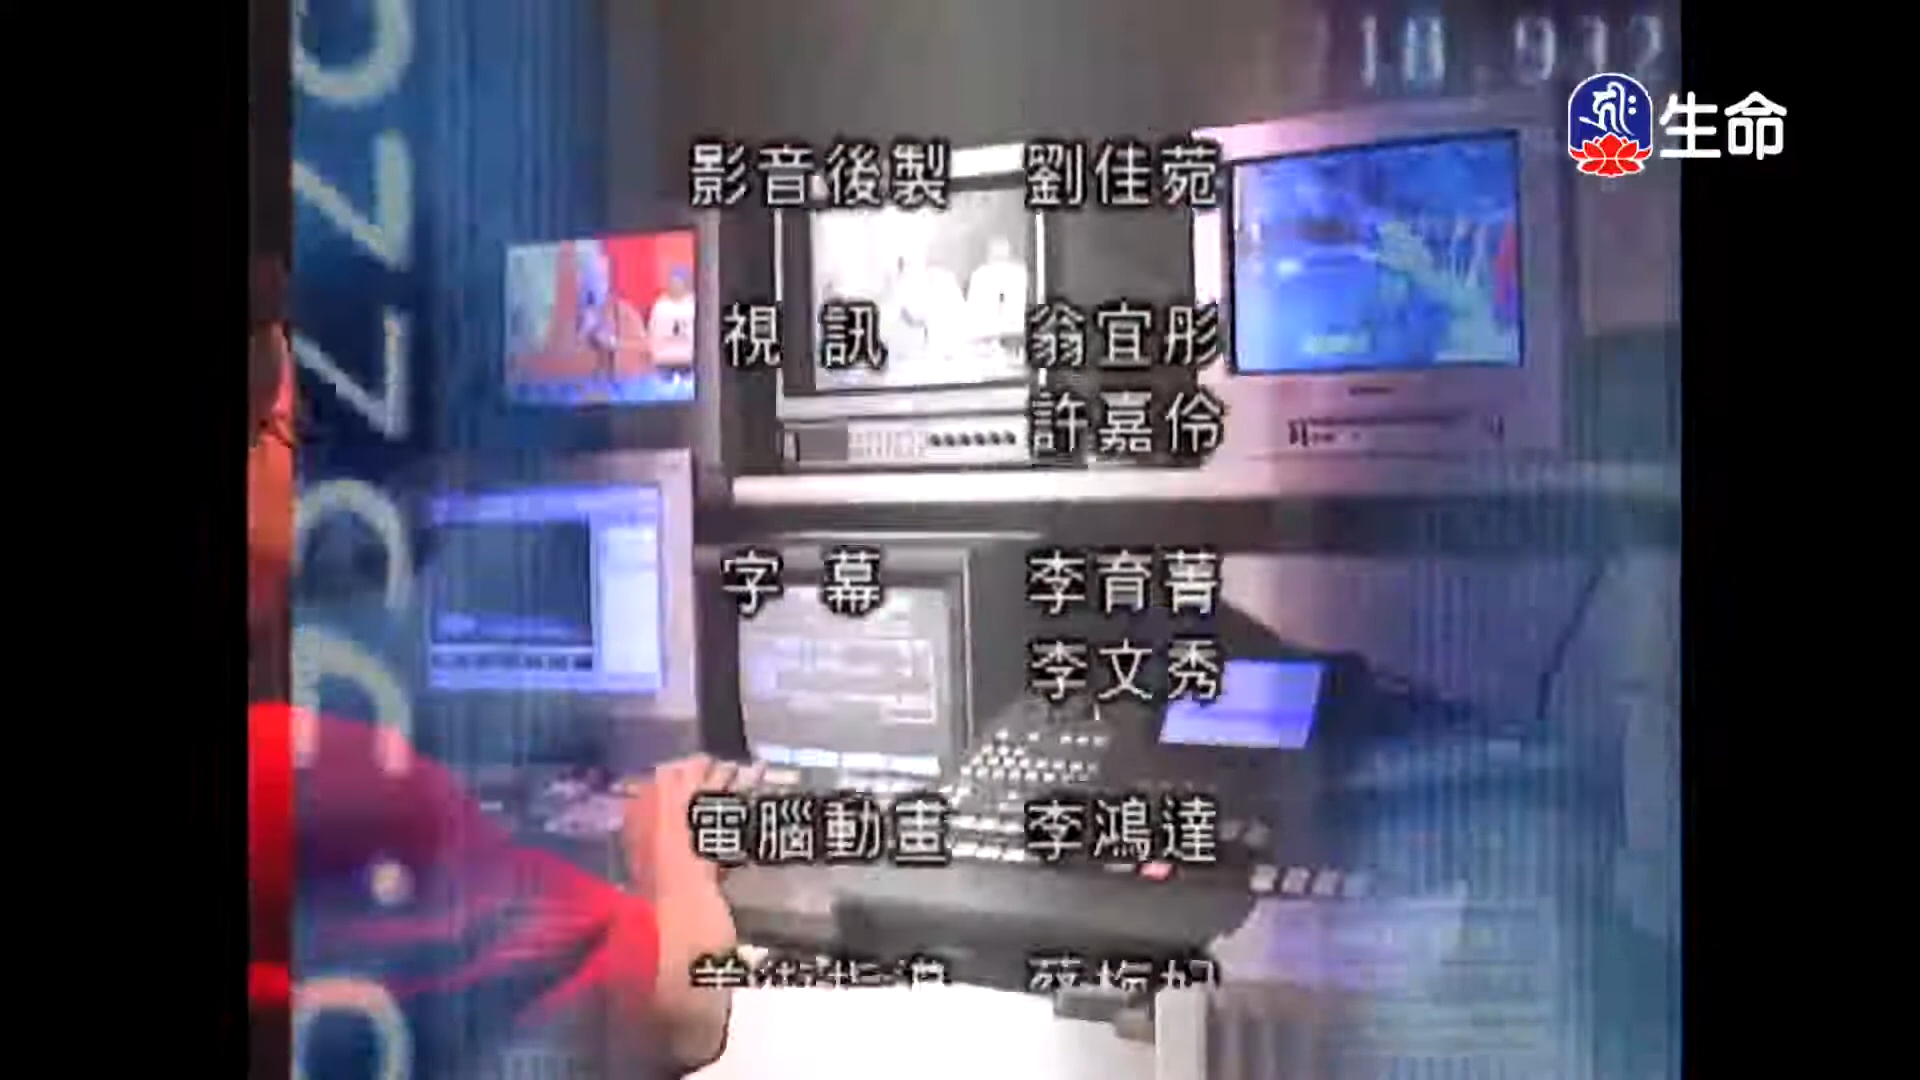 生命
影音後製 劉佳菀
視訊 翁宜彤
許嘉伶
字幕 李育菁
李文秀
電腦動畫 李鴻達